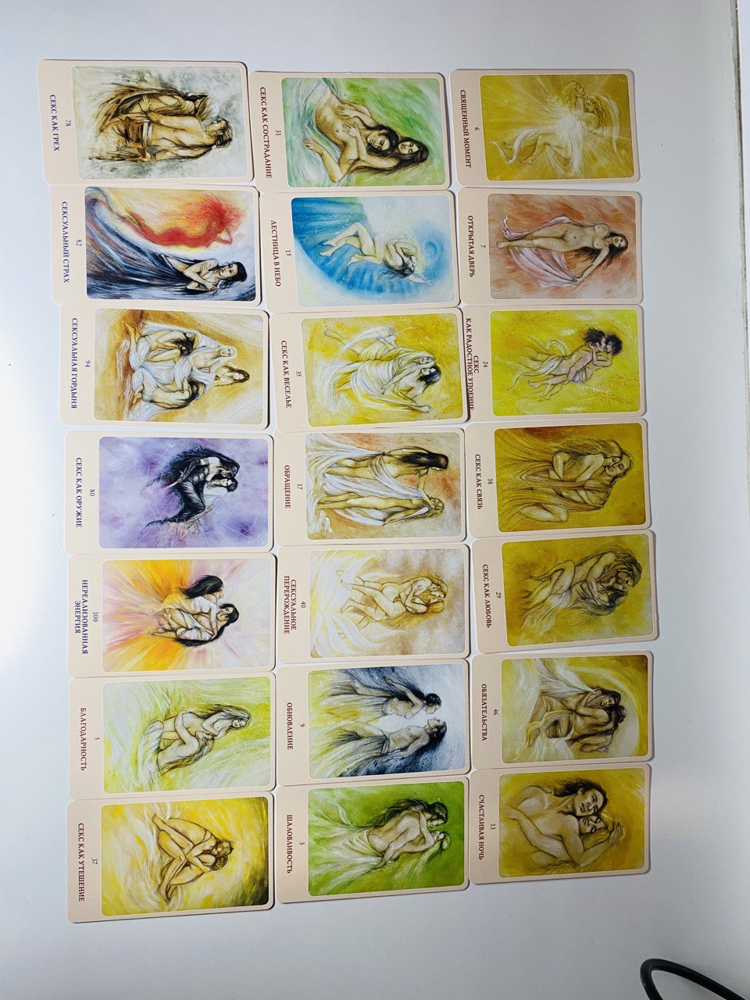 6
СВЯЩЕННЫЙ МОМЕНТ
7
ОТКРЫТАЯ ДВЕРЬ
24
СЕКС
КАК РАДОСТНОЕ УПОЕНИЕ
38
СЕКС КАК СВЯЗЬ
29
СЕКС КАК ЛЮБОВЬ
46
ОБЯЗАТЕЛЬСТВА
13
СЧАСТЛИВАЯ НОЧЬ
31
СЕКС КАК СОСТРАДАНИЕ
15
ЛЕСТНИЦА В НЕБО
35
СЕКС КАК ВЕСЕЛЬЕ
17
ОБРАЩЕНИЕ
40
СЕКСУАЛЬНОЕ
ПЕРЕРОЖДЕНИЕ
9
ОБНОВЛЕНИЕ
3
ШАЛОВЛИВОСТЬ
78
СЕКС КАК ГРЕХ
82
СЕКСУАЛЬНЫЙ СТРАХ
94
СЕКСУАЛЬНАЯ ГОРДЫНЯ
80
СЕКС КАК ОРУЖИЕ
100
НЕРЕАЛИЗОВАННАЯ
ЭНЕРГИЯ
5
БЛАГОДАРНОСТЬ
37
СЕКС КАК УТЕШЕНИЕ